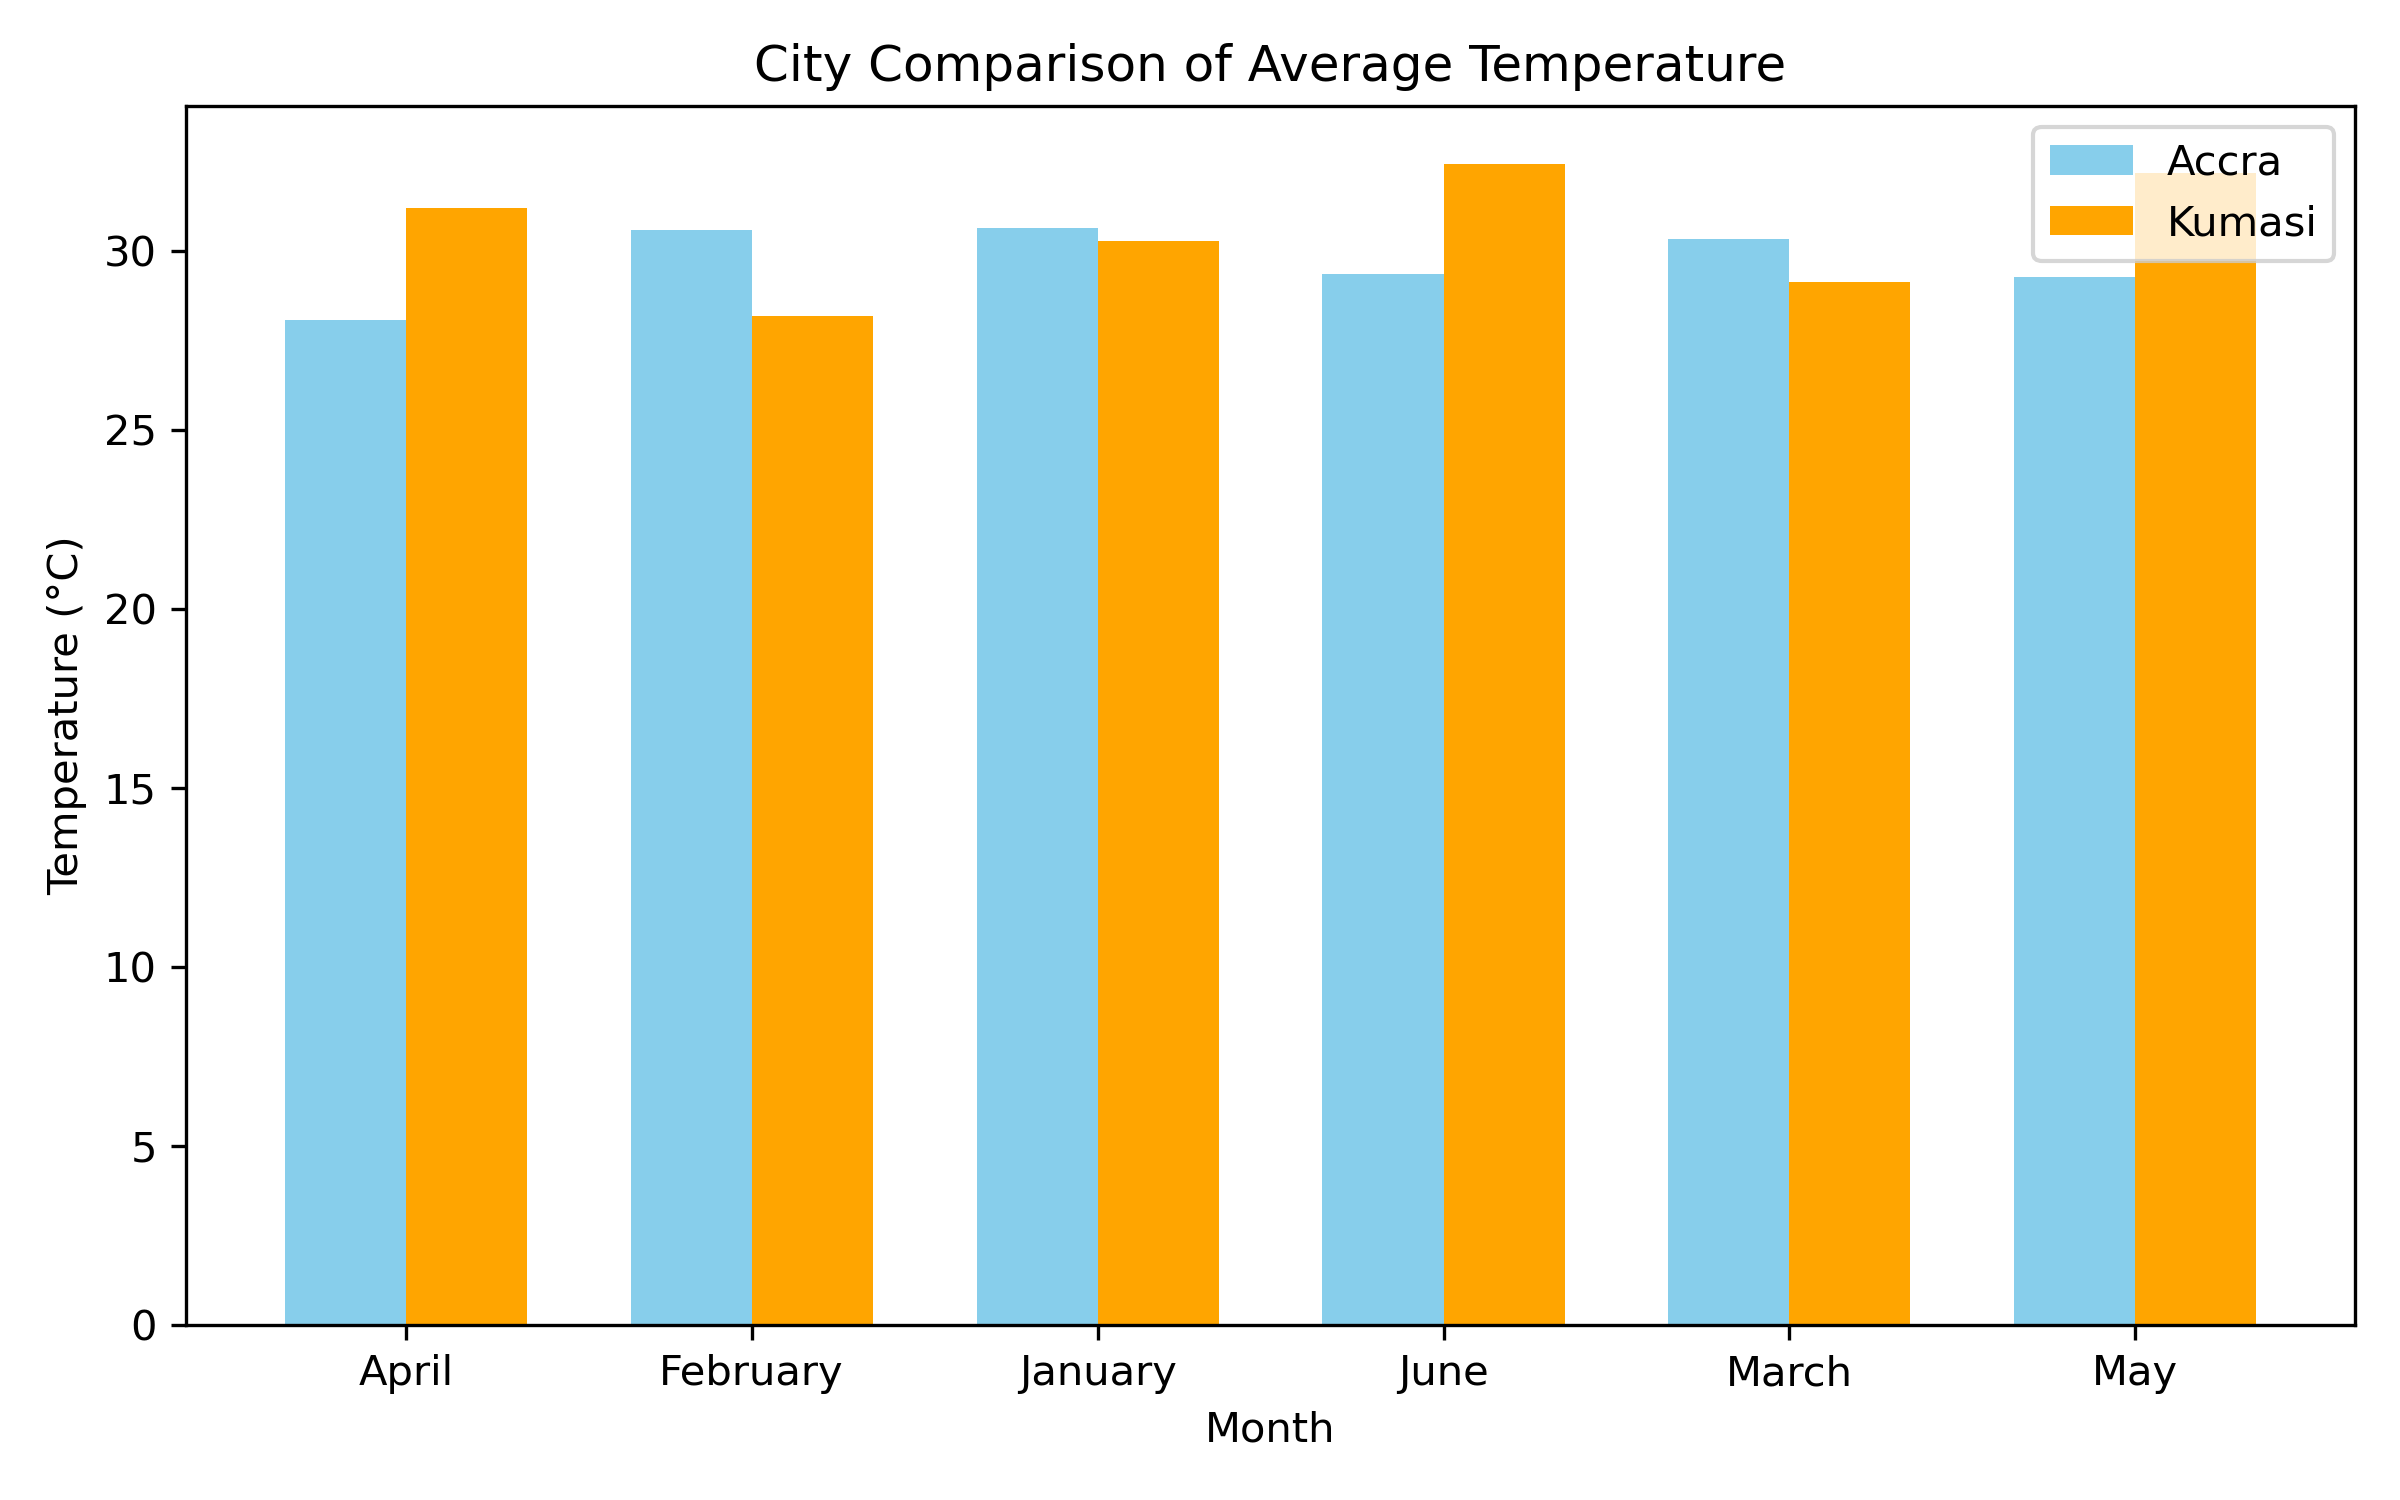 City Comparison of Average Temperature
Accra
Kumasi
Temperature (°C)
30
25
20
15
10
5
0
April February January June March May
Month